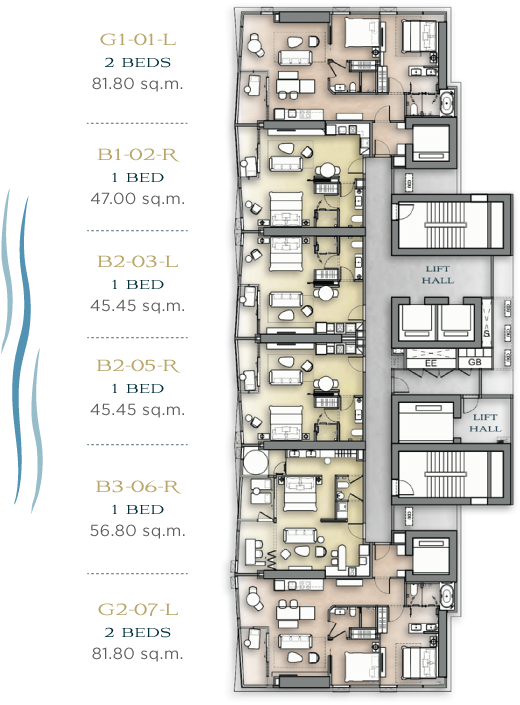 G1-01-L
2 BEDS
81.80 sq.m.
B1-02-R
1 BED
47.00 sq.m.
B2-03-L
1 BED
45.45 sq.m.
B2-05-R
1 BED
45.45 sq.m.
B3-06-R
1 BED
56.80 sq.m.
G2-07-L
2 BEDS
81.80 sq.m.
LIFT
HALL
S
EE
GB
LIFT
HALL